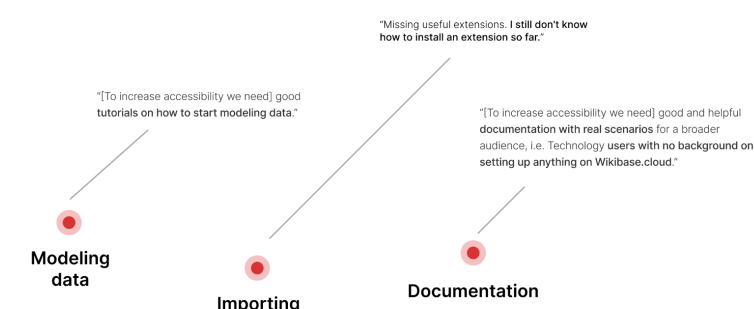 “Missing useful extensions. I still don't know
how to install an extension so far.”
“[To increase accessibility we need] good
tutorials on how to start modeling data.”
“[To increase accessibility we need] good and helpful
documentation with real scenarios for a broader
audience, i.e. Technology users with no background on
setting up anything on Wikibase.cloud.”
Modeling
data
Importing
Documentation